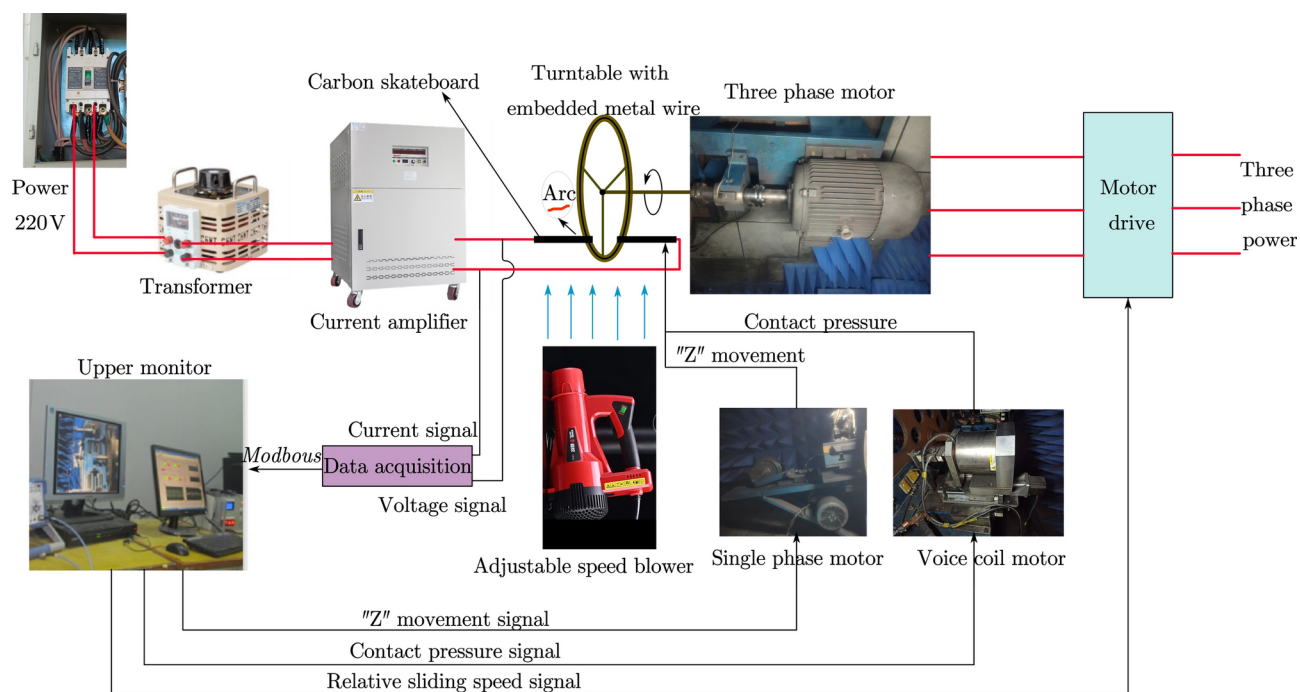 Carbon skateboard
Turntable with
embedded metal wire
Three phase motor
Power
220 V
Arc
Motor
drive
Three
phase
power
Transformer
Current amplifier
Contact pressure
"Z" movement
Upper monitor
Current signal
Modbous
Data acquisition
Voltage signal
Adjustable speed blower
Single phase motor
Voice coil motor
"Z" movement signal
Contact pressure signal
Relative sliding speed signal